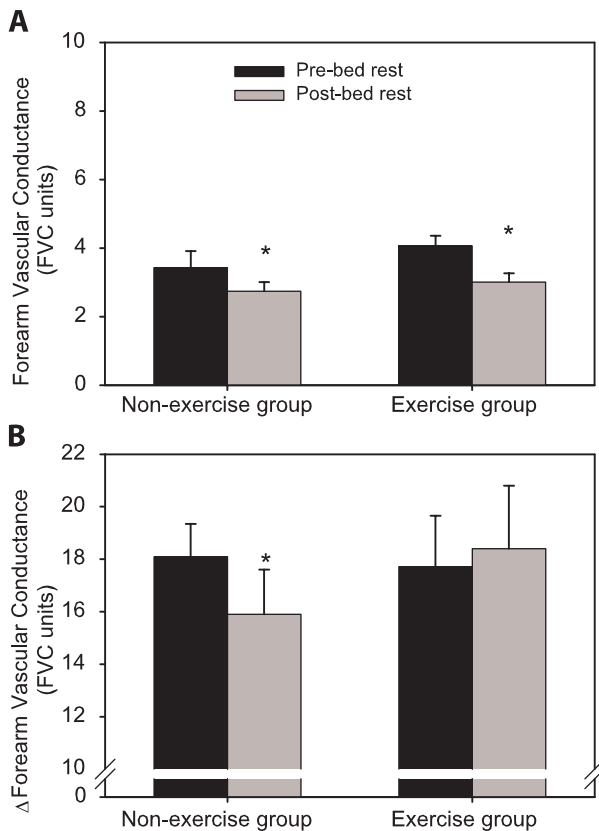 A
Forearm Vascular Conductance
(FVC units)
10
8
6
4
2
0
Pre-bed rest
Post-bed rest
*
*
Non-exercise group
Exercise group
B
Δ Forearm Vascular Conductance
(FVC units)
22
20
18
16
14
12
10
0
*
Non-exercise group
Exercise group